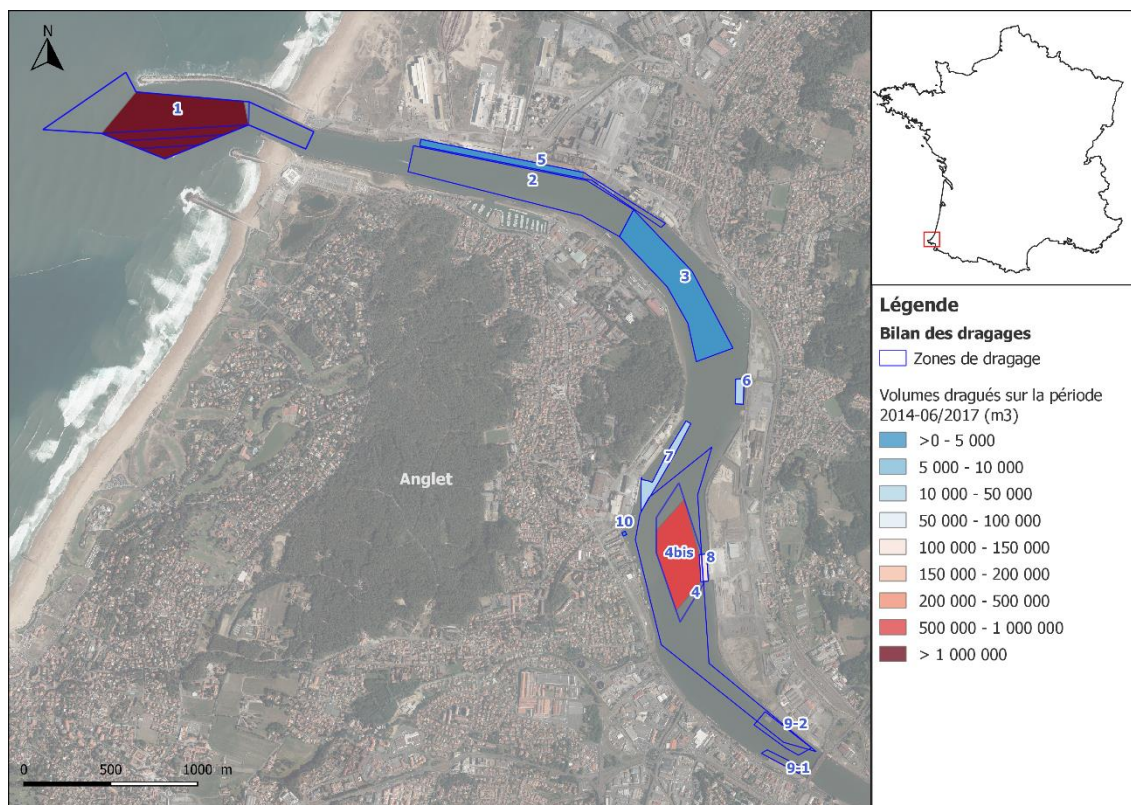 N
1
5
2
3
6
7
Anglet
10
4bis
8
4
9-2
9-1
0 500 1000 m
Légende
Bilan des dragages
Zones de dragage
Volumes dragués sur la période
2014-06/2017 (m3)
>0 - 5 000
5 000 - 10 000
10 000 - 50 000
50 000 - 100 000
100 000 - 150 000
150 000 - 200 000
200 000 - 500 000
500 000 - 1 000 000
> 1 000 000